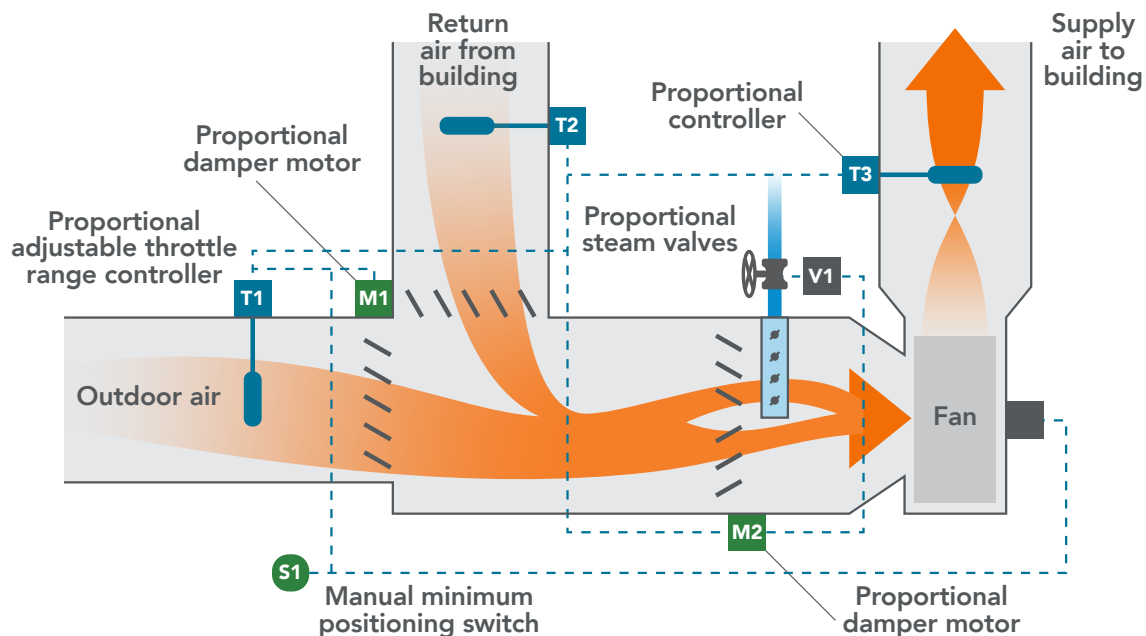 Return
air from
building
Supply
air to
building
Proportional
controller
T2
Proportional
damper motor
T3
Proportional
adjustable throttle
range controller
Proportional
steam valves
T1
M1
V1
Outdoor air
Fan
M2
S1
Manual minimum
positioning switch
Proportional
damper motor